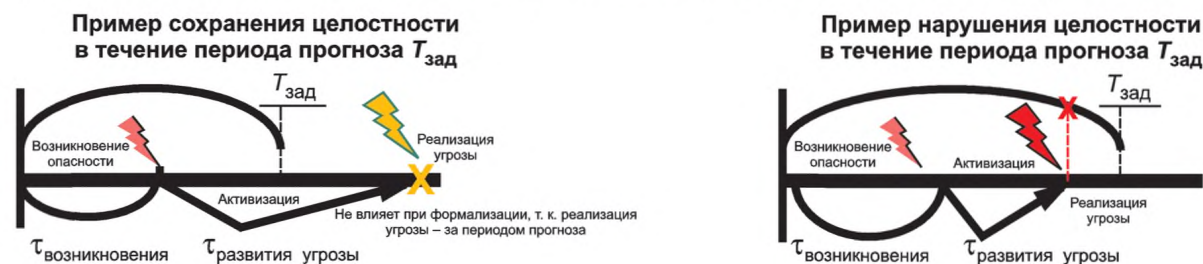 Пример сохранения целостности
в течение периода прогноза Tзад
Tзад
Возникновение
опасности
Реализация
угрозы
Активизация
Не влияет при формализации, т. к. реализация
угрозы – за периодом прогноза
τвозникновения
τразвития угрозы
Пример нарушения целостности
в течение периода прогноза Tзад
Tзад
Возникновение
опасности
Активизация
Реализация
угрозы
τвозникновения
τразвития угрозы